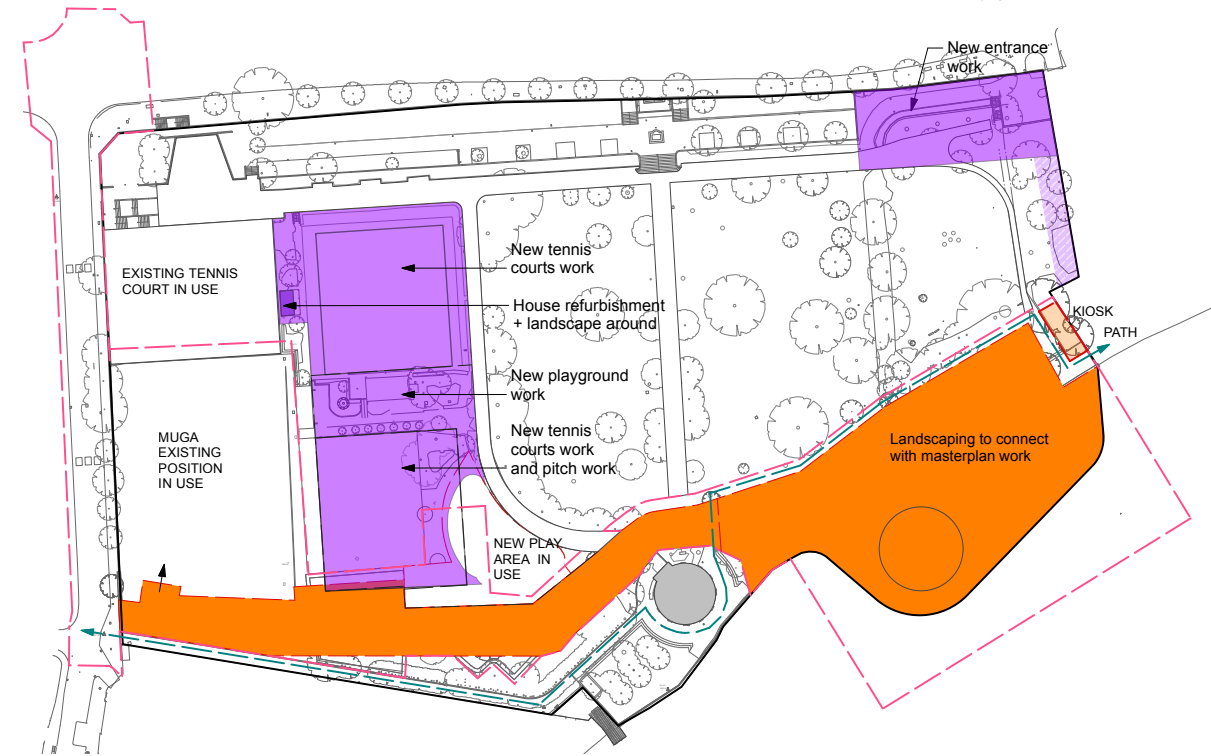 New entrance
work
New tennis
courts work
EXISTING TENNIS
COURT IN USE
House refurbishment
+ landscape around
KIOSK
PATH
New playground
work
New tennis
courts work
and pitch work
MUGA
EXISTING
POSITION
IN USE
Landscaping to connect
with masterplan work
NEW PLAY
AREA IN
USE